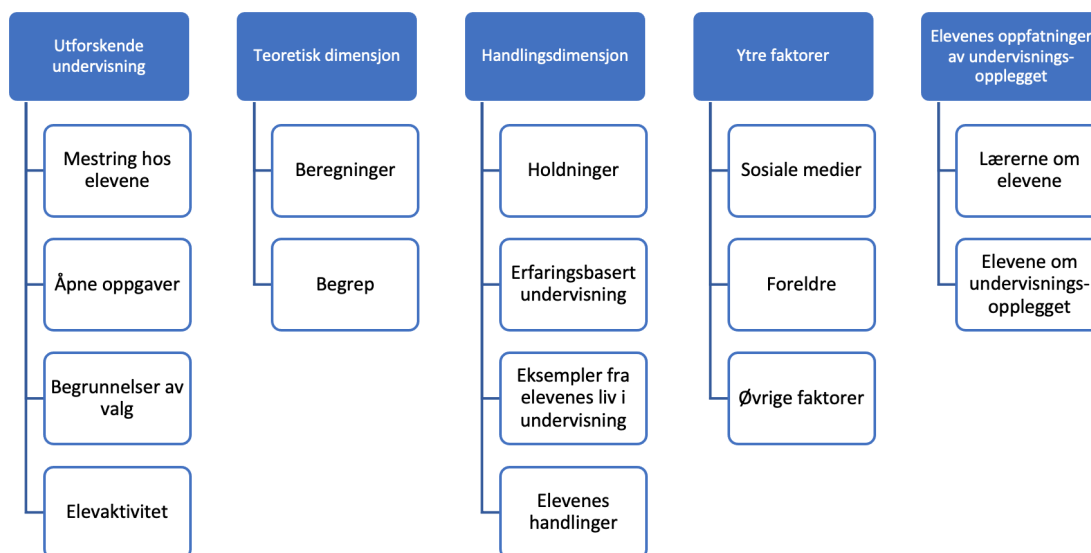 Utforskende
undervisning
Mestring hos
elevene
Åpne oppgaver
Begrunnelser av
valg
Elevaktivitet
Teoretisk dimensjon
Beregninger
Begrep
Handlingsdimensjon
Holdninger
Erfaringsbasert
undervisning
Eksempler fra
elevenes liv i
undervisning
Elevenes
handlinger
Ytre faktorer
Sosiale medier
Foreldre
Øvrige faktorer
Elevenes oppfatninger
av undervisnings-
opplegget
Lærerne om
elevene
Elevene om
undervisnings-
opplegget